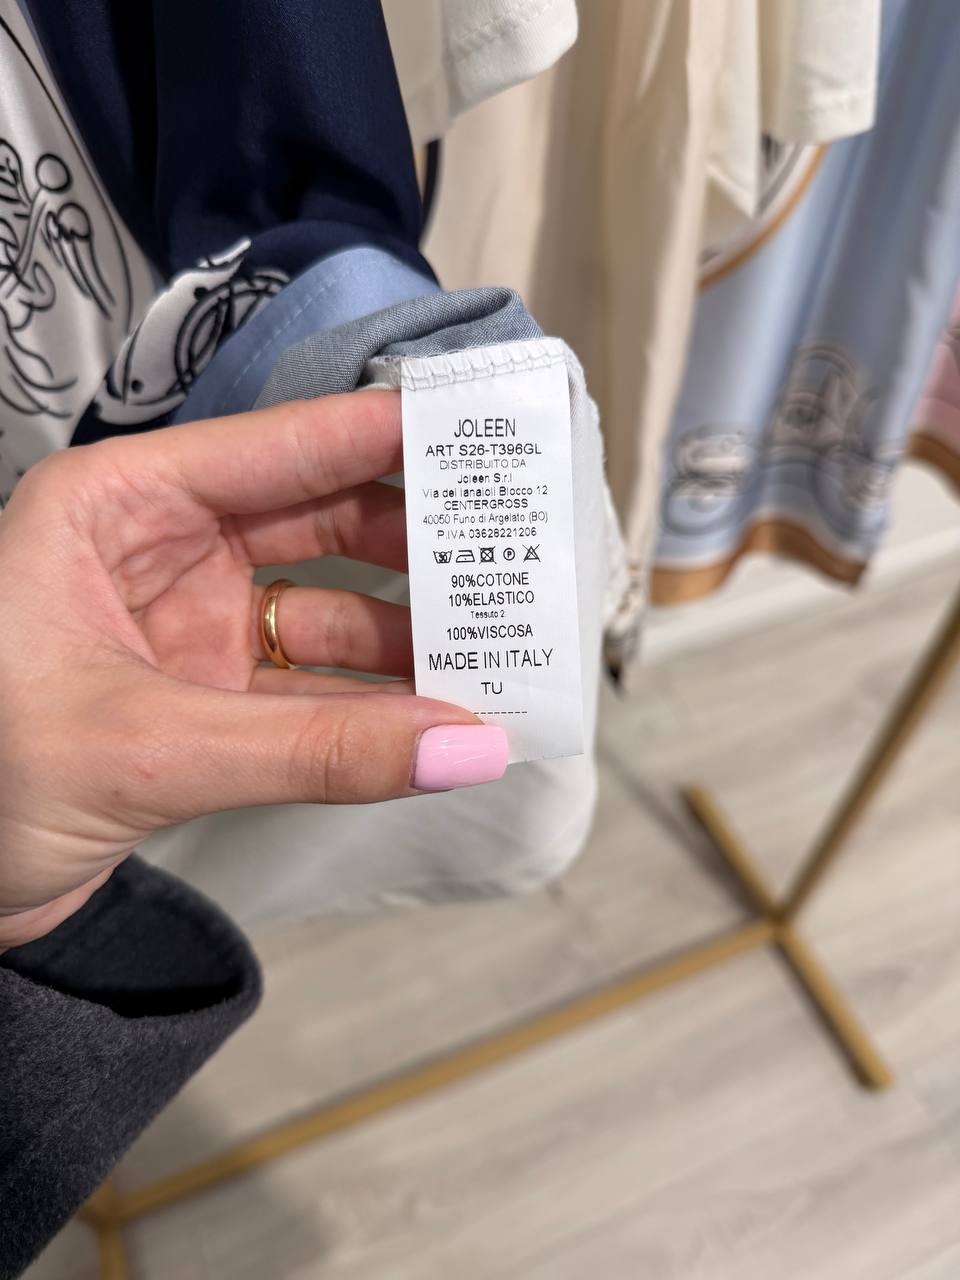 JOLEEN
ART S26-T396GL
DISTRIBUITO DA
Joleen S.r.l
Via dei lanaioli Blocco 12
CENTERGROSS
40050 Funo di Argelato (BO)
P.IVA 03628221206
90%COTONE
10%ELASTICO
Tessuto 2:
100%VISCOSA
MADE IN ITALY
TU
----------